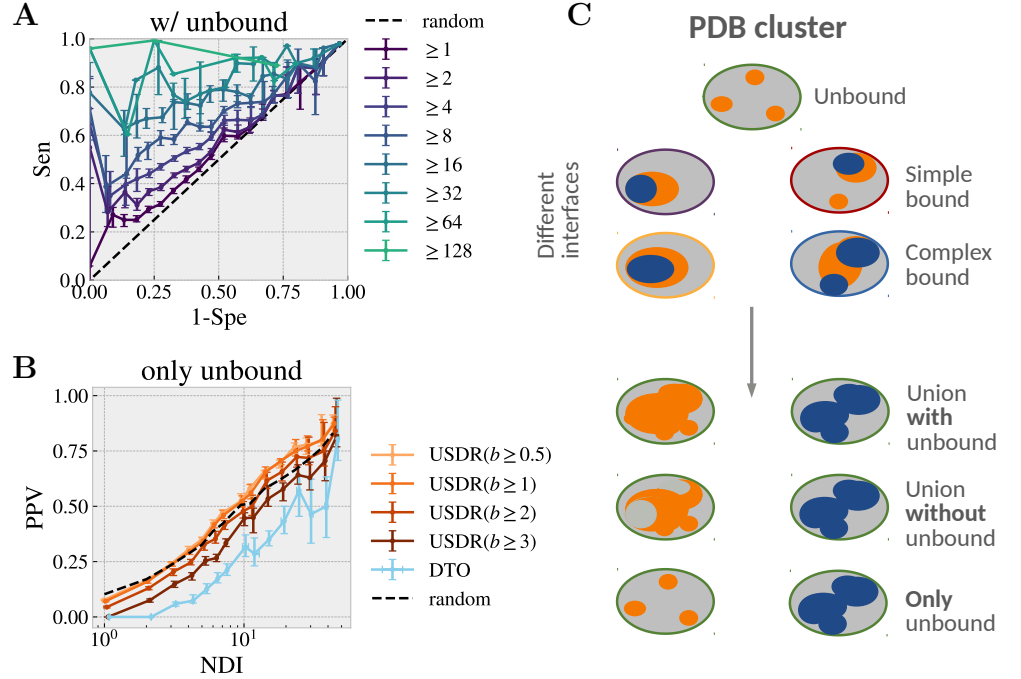 A
w/ unbound
random
≥ 1
≥ 2
≥ 4
≥ 8
≥ 16
≥ 32
≥ 64
≥ 128
Sen
1.0
0.8
0.6
0.4
0.2
0.0
0.00 0.25 0.50 0.75 1.00
1-Spe
B
only unbound
PPV
1.00
0.75
0.50
0.25
0.00
10⁰ 10¹
NDI
USDR(b ≥ 0.5)
USDR(b ≥ 1)
USDR(b ≥ 2)
USDR(b ≥ 3)
DTO
random
C
PDB cluster
Unbound
Different
interfaces
Simple
bound
Complex
bound
Union
with
unbound
Union
without
unbound
Only
unbound